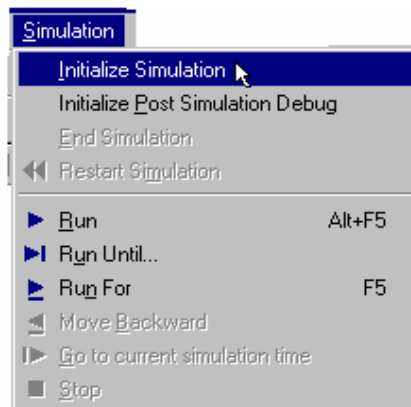 Simulation
Initialize Simulation
Initialize Post Simulation Debug
End Simulation
Restart Simulation
Run Alt+F5
Run Until...
Run For F5
Move Backward
Go to current simulation time
Stop